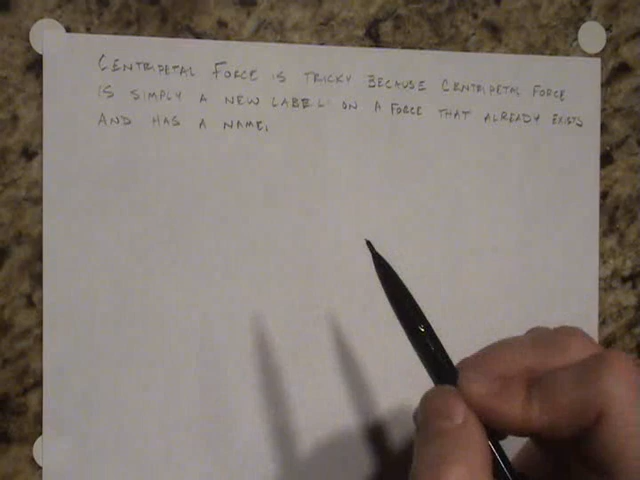 CENTRIPETAL FORCE IS TRICKY BECAUSE CENTRIPETAL FORCE
IS SIMPLY A NEW LABEL ON A FORCE THAT ALREADY EXISTS
AND HAS A NAME.